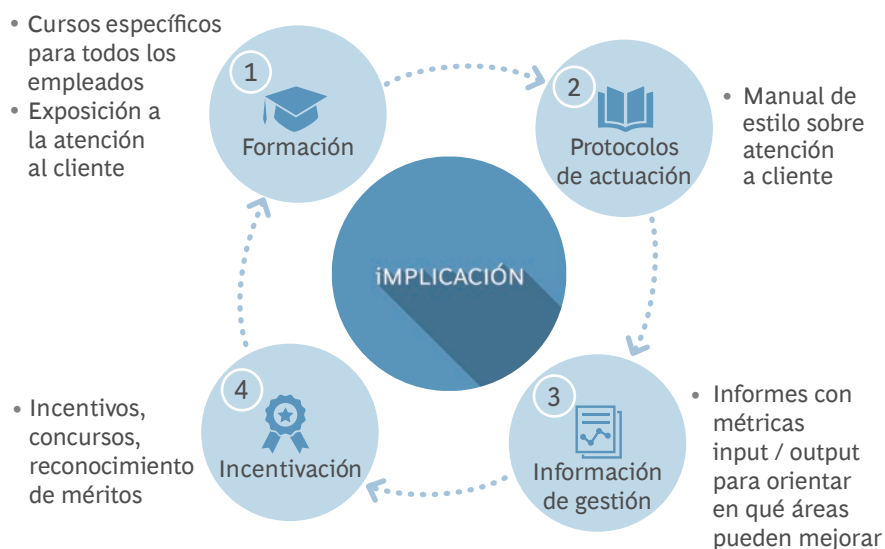 • Cursos específicos
para todos los
empleados
• Exposición a
la atención
al cliente
1
Formación
2
Protocolos
de actuación
• Manual de
estilo sobre
atención
a cliente
iMPLICACIÓN
3
Información
de gestión
• Informes con
métricas
input / output
para orientar
en qué áreas
pueden mejorar
4
Incentivación
• Incentivos,
concursos,
reconocimiento
de méritos